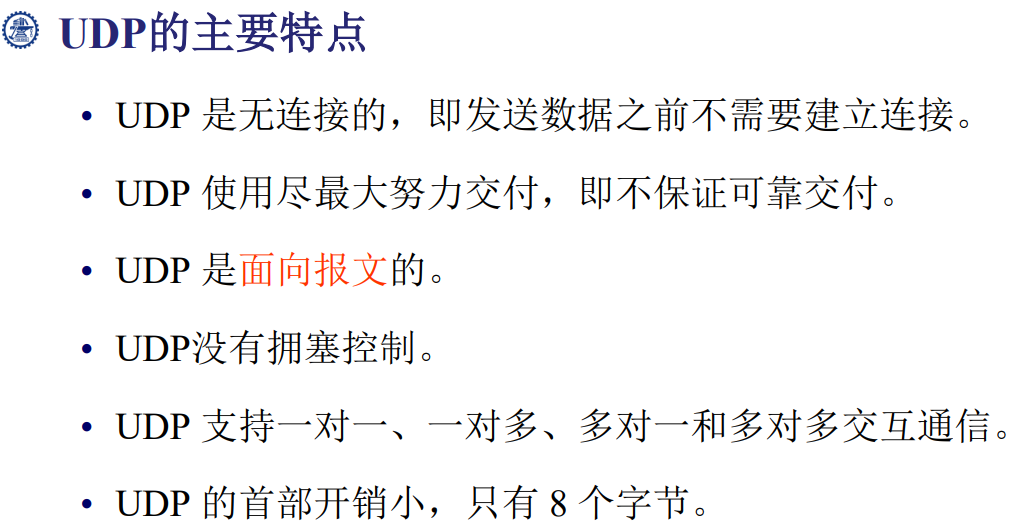 UDP的主要特点
• UDP 是无连接的，即发送数据之前不需要建立连接。
• UDP 使用尽最大努力交付，即不保证可靠交付。
• UDP 是面向报文的。
• UDP没有拥塞控制。
• UDP 支持一对一、一对多、多对一和多对多交互通信。
• UDP 的首部开销小，只有 8 个字节。